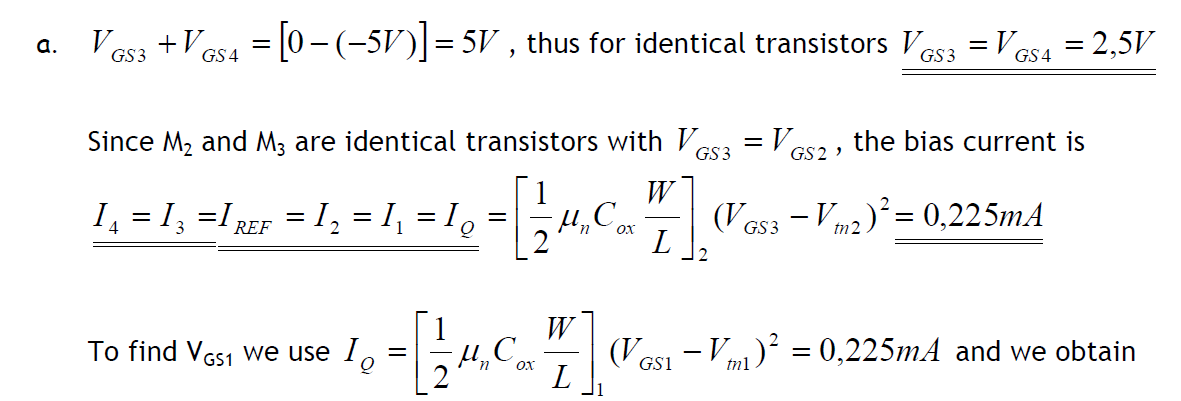 a. V_GS3 + V_GS4 = [0 – (–5V)] = 5V , thus for identical transistors V_GS3 = V_GS4 = 2,5V
Since M₂ and M₃ are identical transistors with V_GS3 = V_GS2 , the bias current is
I_4 = I_3 = I_REF = I_2 = I_1 = I_Q = [1/2 μ_n C_ox W/L]_2 (V_GS3 – V_tn2)² = 0,225mA
To find V_GS1 we use I_Q = [1/2 μ_n C_ox W/L]_1 (V_GS1 – V_tn1)² = 0,225mA and we obtain